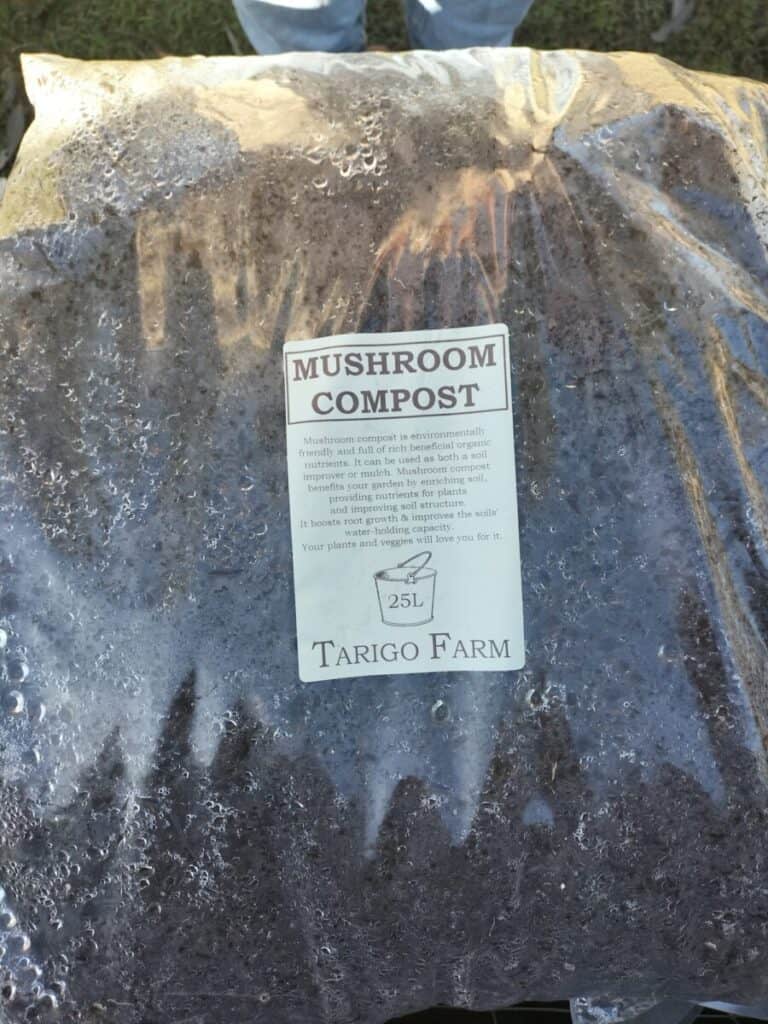 MUSHROOM
COMPOST
Mushroom compost is environmentally
friendly and full of rich beneficial organic
nutrients. It can be used as both a soil
improver or mulch. Mushroom compost
benefits your garden by enriching soil,
providing nutrients for plants
and improving soil structure.
It boosts root growth & improves the soils'
water-holding capacity.
Your plants and veggies will love you for it.
25L
TARIGO FARM